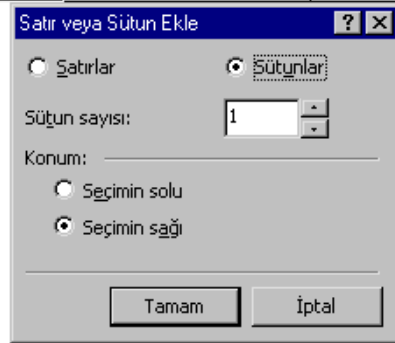 Satır veya Sütun Ekle
Satırlar Sütunlar
Sütun sayısı: 1
Konum:
Seçimin solu
Seçimin sağı
Tamam İptal